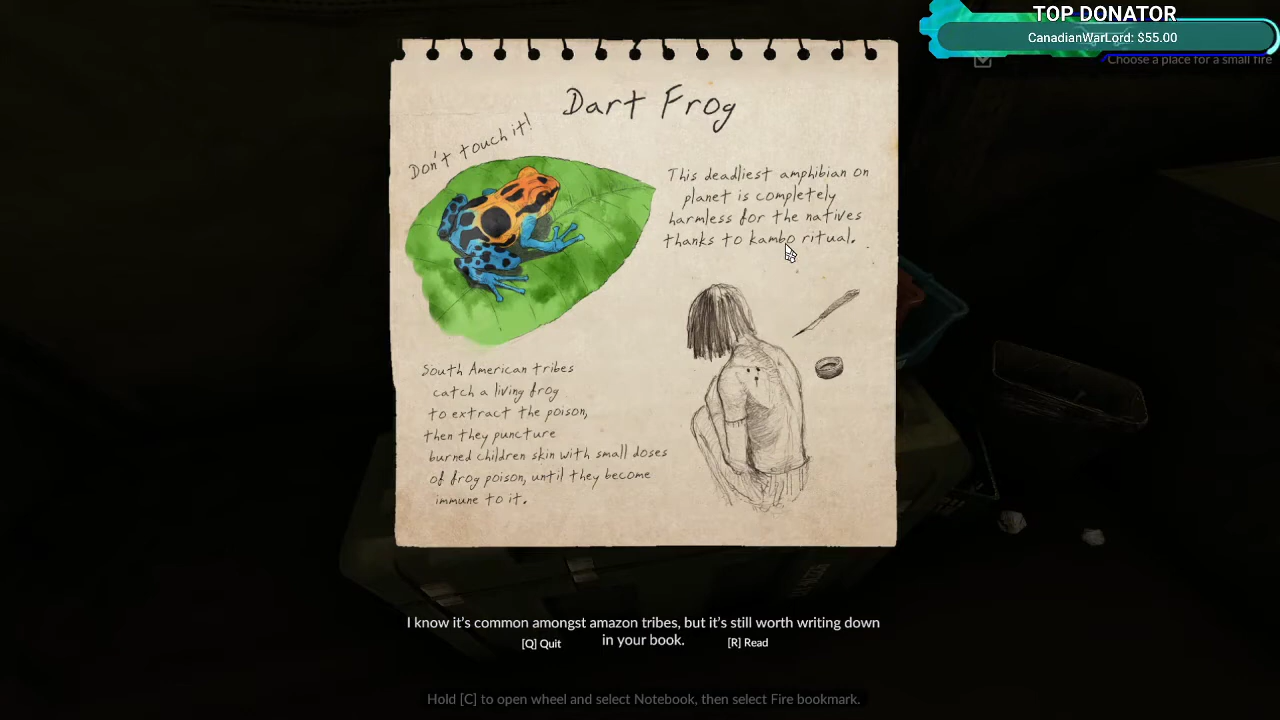 TOP DONATOR
CanadianWarLord: $55.00
Choose a place for a small fire
Dart Frog
Don't touch it!
This deadliest amphibian on
planet is completely
harmless for the natives
thanks to kambo ritual.
South American tribes
catch a living frog
to extract the poison,
then they puncture
burned children skin with small doses
of frog poison, until they become
immune to it.
I know it's common amongst amazon tribes, but it's still worth writing down
in your book.
[Q] Quit
[R] Read
Hold [C] to open wheel and select Notebook, then select Fire bookmark.